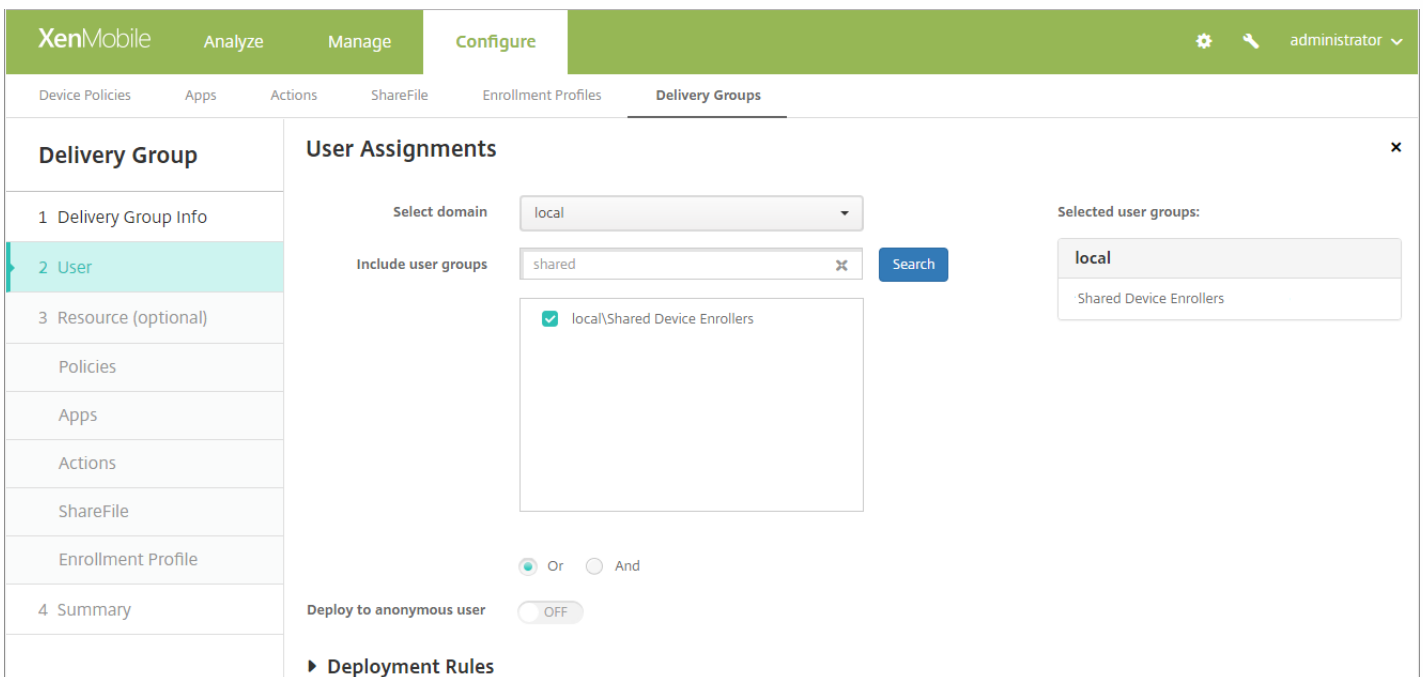 XenMobile Analyze Manage Configure administrator
Device Policies Apps Actions ShareFile Enrollment Profiles Delivery Groups
Delivery Group
1 Delivery Group Info
2 User
3 Resource (optional)
Policies
Apps
Actions
ShareFile
Enrollment Profile
4 Summary
User Assignments
Select domain local
Include user groups shared Search
local\Shared Device Enrollers
Or And
Deploy to anonymous user OFF
Deployment Rules
Selected user groups:
local
Shared Device Enrollers